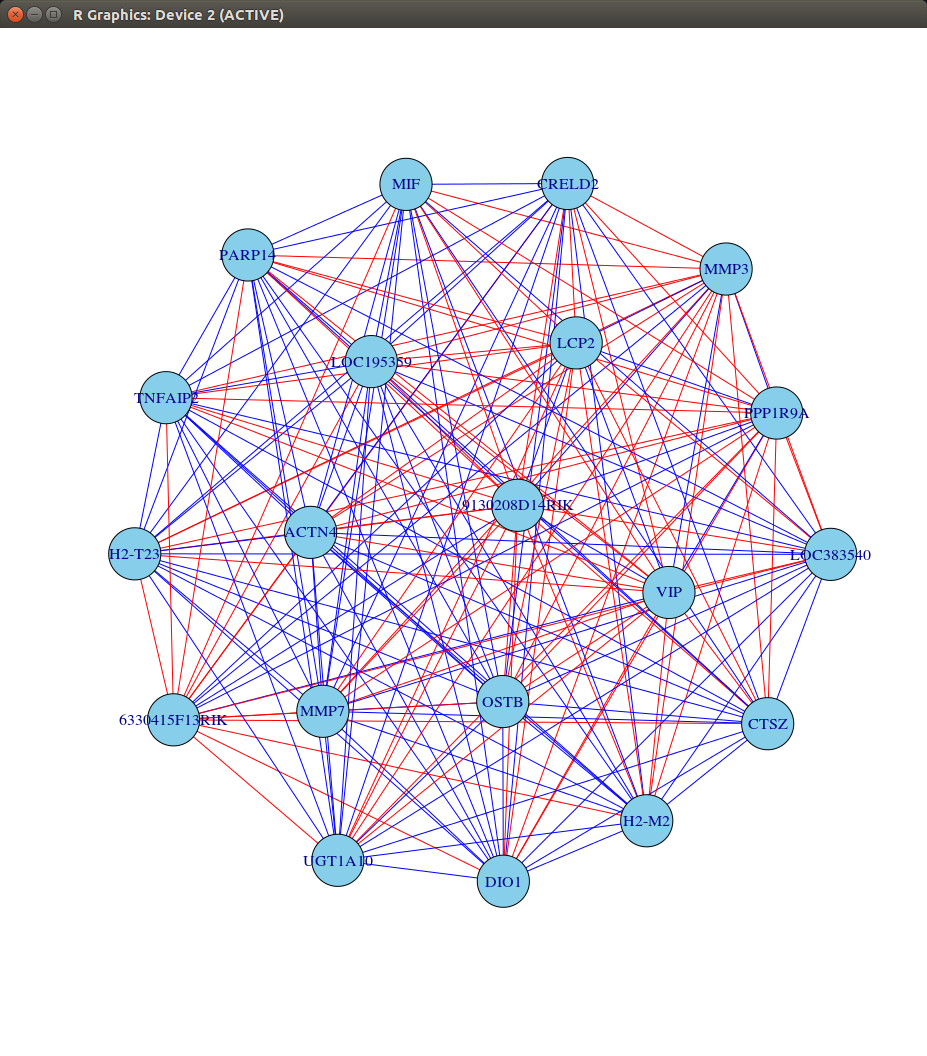 R Graphics: Device 2 (ACTIVE)
MIF
CRELD2
PARP14
MMP3
LCP2
LOC195359
TNFAIP2
PPP1R9A
9130208D14RIK
ACTN4
H2-T23
LOC383540
VIP
OSTB
MMP7
6330415F13RIK
CTSZ
H2-M2
UGT1A10
DIO1